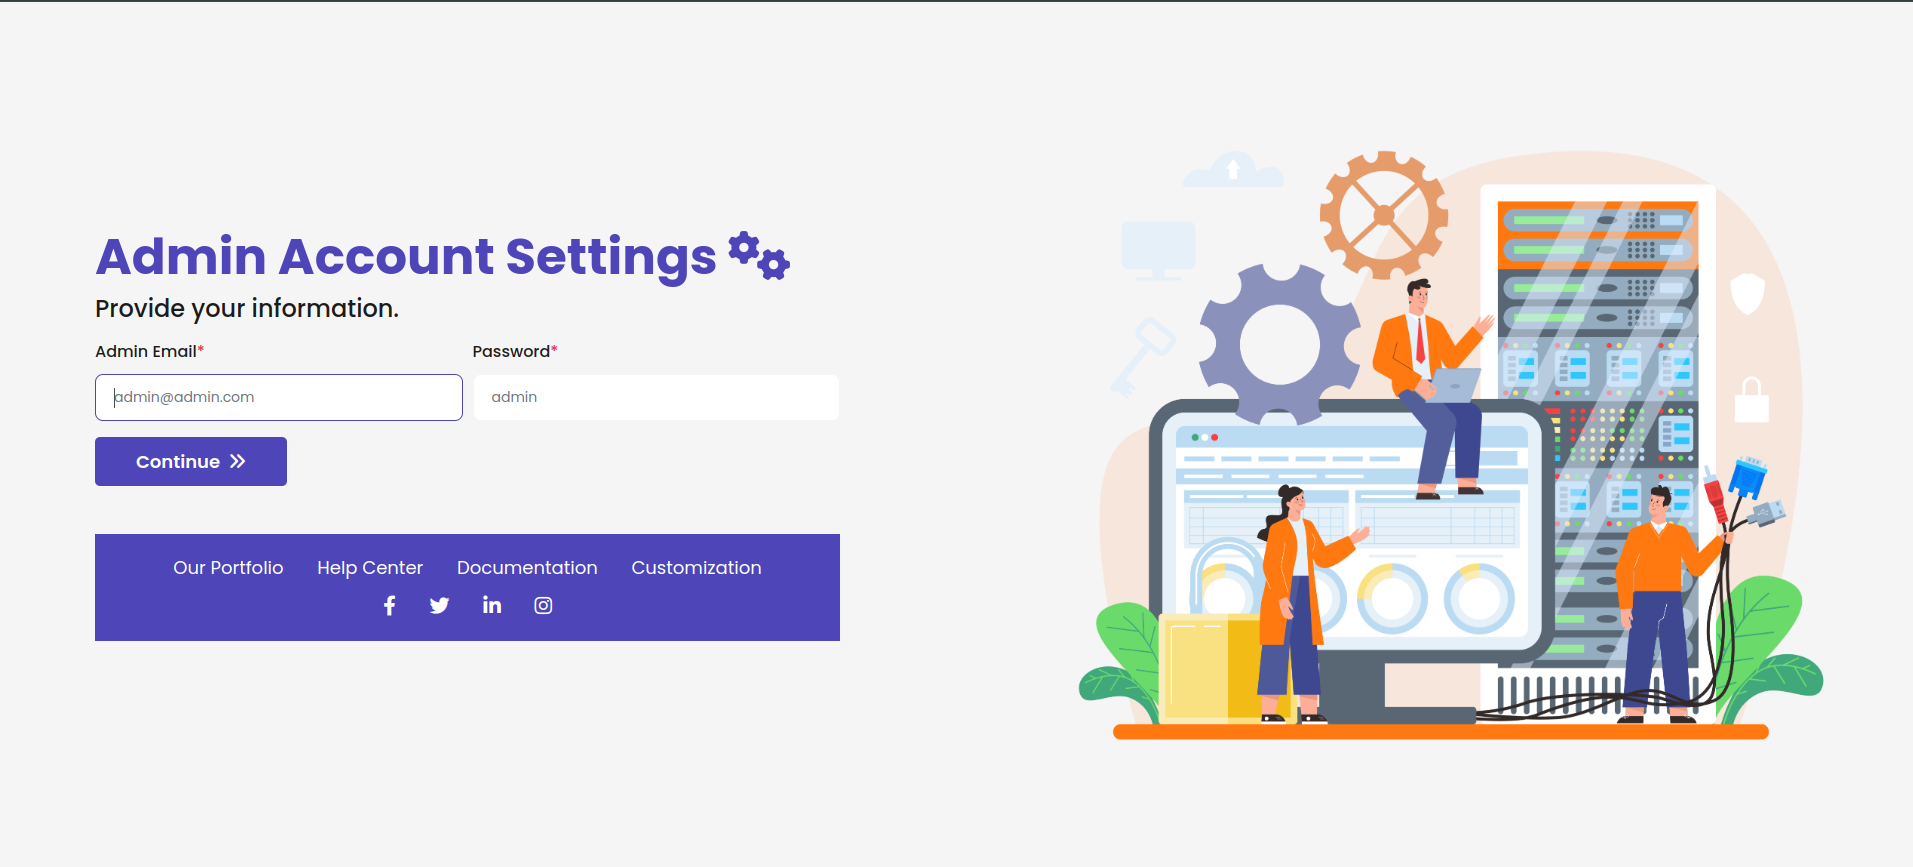 Admin Account Settings
Provide your information.
Admin Email* Password*
admin@admin.com admin
Continue
Our Portfolio Help Center Documentation Customization